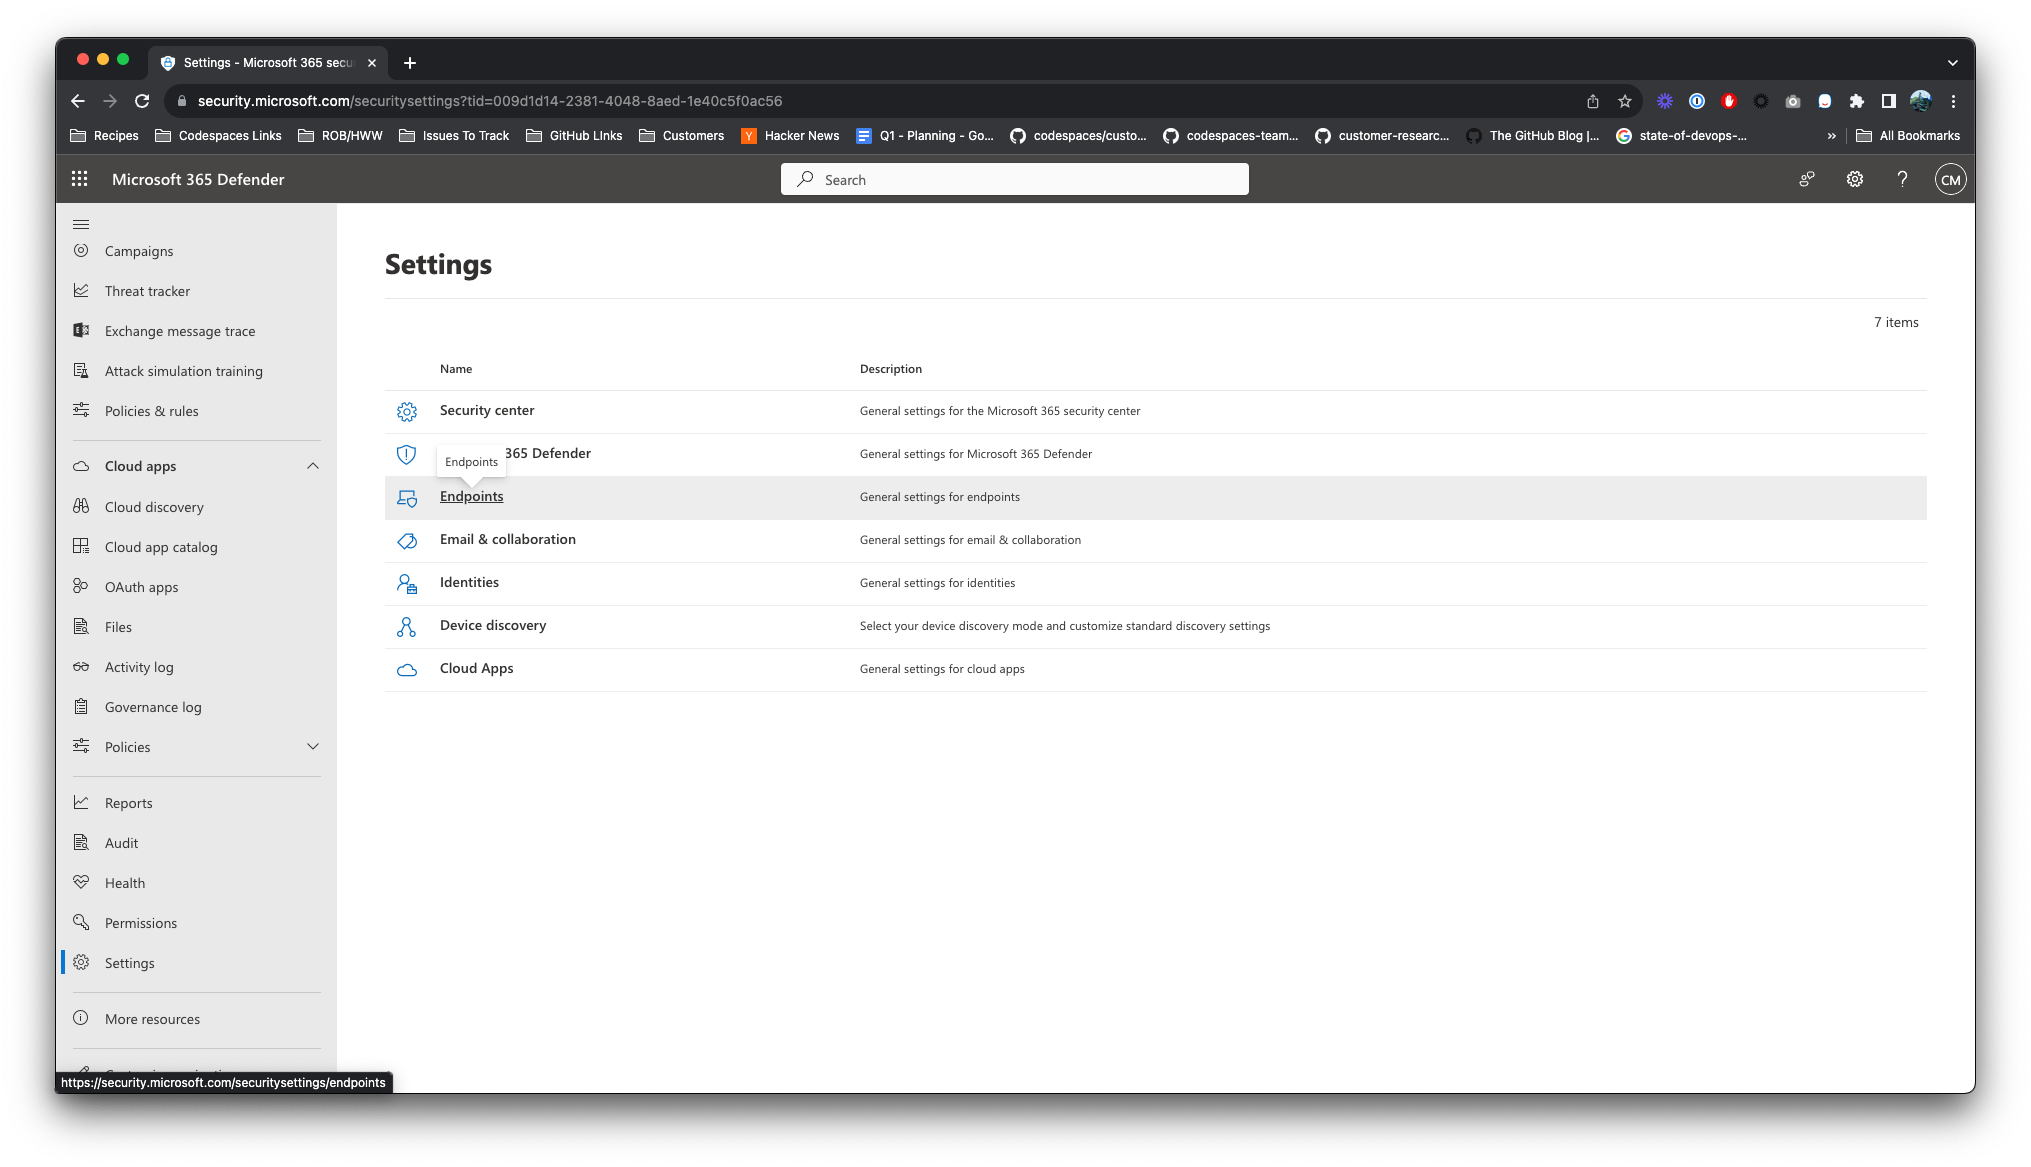 Settings - Microsoft 365 secu
security.microsoft.com/securitysettings?tid=009d1d14-2381-4048-8aed-1e40c5f0ac56
Recipes Codespaces Links ROB/HWW Issues To Track GitHub LInks Customers Hacker News Q1 - Planning - Go... codespaces/custo... codespaces-team... customer-researc... The GitHub Blog |... state-of-devops-... » All Bookmarks
Microsoft 365 Defender
Search
CM
Campaigns
Threat tracker
Exchange message trace
Attack simulation training
Policies & rules
Cloud apps
Cloud discovery
Cloud app catalog
OAuth apps
Files
Activity log
Governance log
Policies
Reports
Audit
Health
Permissions
Settings
More resources
https://security.microsoft.com/securitysettings/endpoints
Settings
7 items
Name Description
Security center General settings for the Microsoft 365 security center
365 Defender General settings for Microsoft 365 Defender
Endpoints
Endpoints General settings for endpoints
Email & collaboration General settings for email & collaboration
Identities General settings for identities
Device discovery Select your device discovery mode and customize standard discovery settings
Cloud Apps General settings for cloud apps